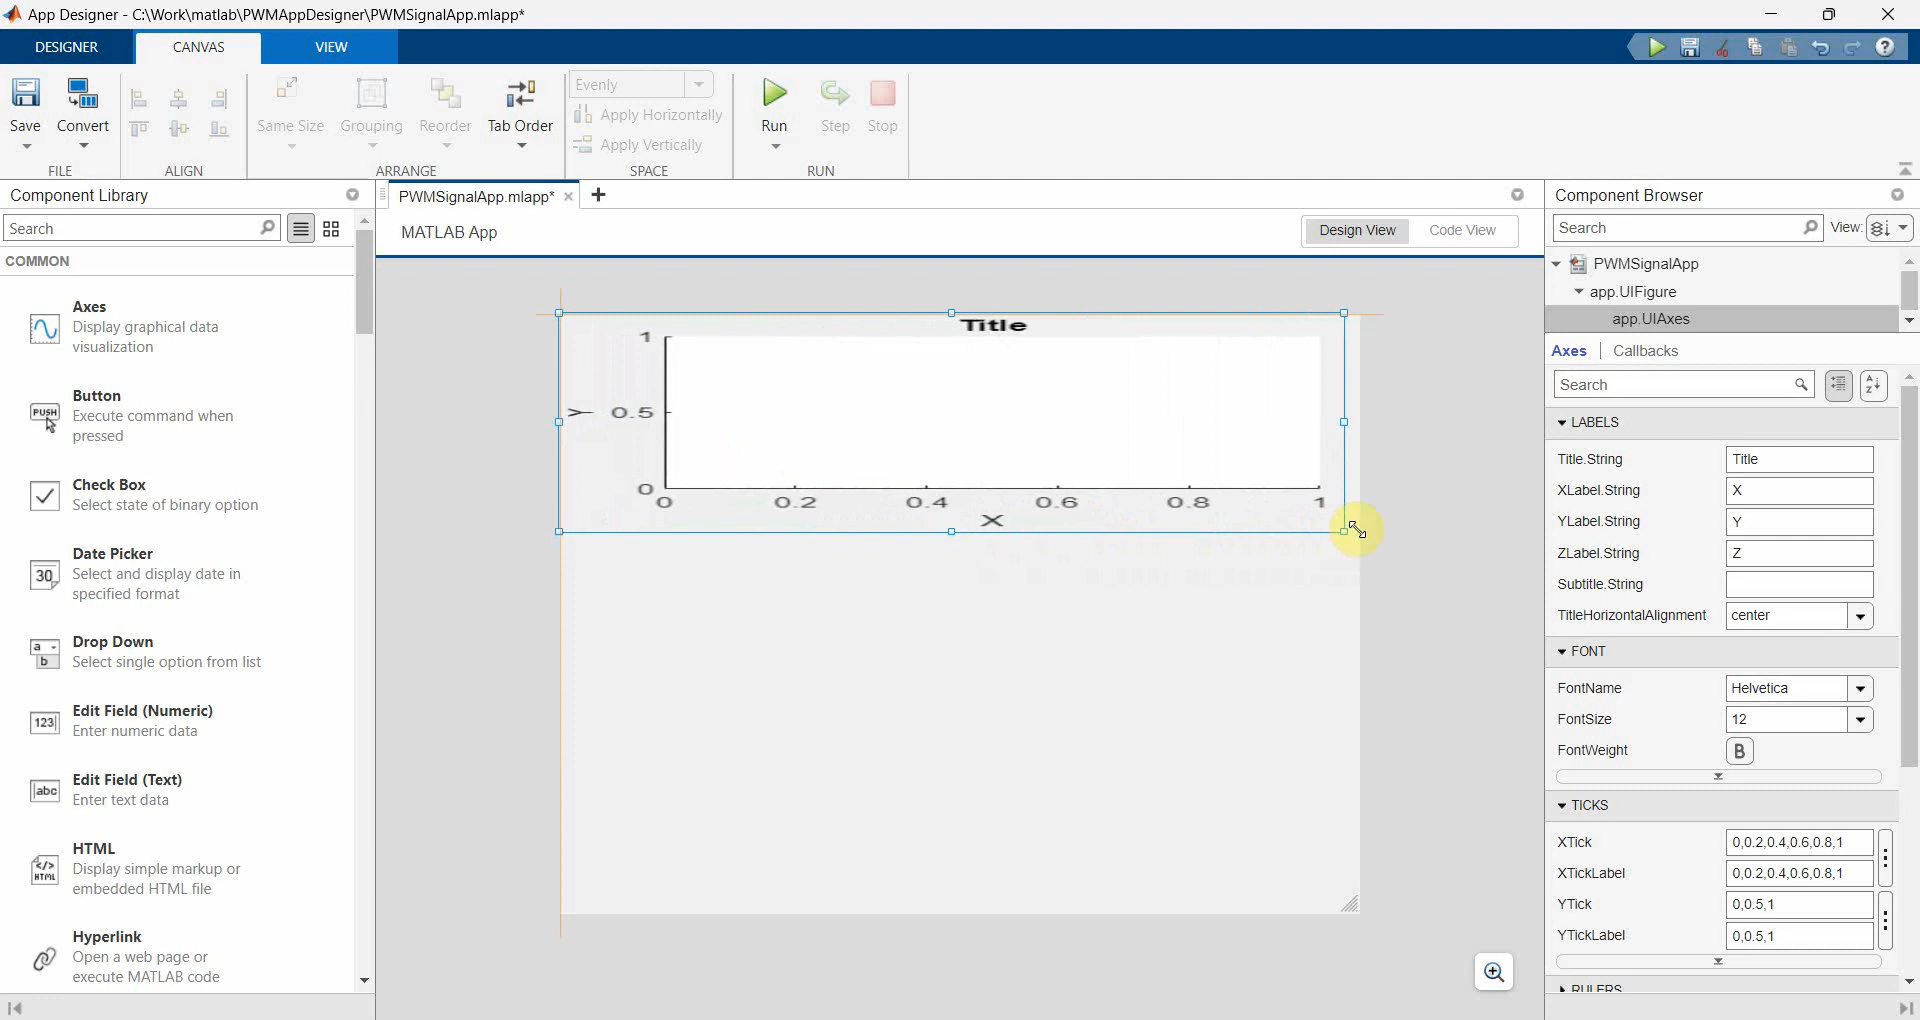 App Designer - C:\Work\matlab\PWMAppDesigner\PWMSignalApp.mlapp*
DESIGNER
CANVAS
VIEW
Save
Convert
Same Size
Grouping
Reorder
Tab Order
Evenly
Apply Horizontally
Apply Vertically
Run
Step
Stop
FILE
ALIGN
ARRANGE
SPACE
RUN
Component Library
Search
COMMON
Axes
Display graphical data
visualization
PUSH
Button
Execute command when
pressed
Check Box
Select state of binary option
30
Date Picker
Select and display date in
specified format
a
b
Drop Down
Select single option from list
123
Edit Field (Numeric)
Enter numeric data
abc
Edit Field (Text)
Enter text data
</>
HTML
HTML
Display simple markup or
embedded HTML file
Hyperlink
Open a web page or
execute MATLAB code
PWMSignalApp.mlapp*
MATLAB App
Design View
Code View
Title
1
0.5
0
Y
0 0.2 0.4 0.6 0.8 1
X
Component Browser
Search
View:
PWMSignalApp
app.UIFigure
app.UIAxes
Axes
Callbacks
Search
A
Z
LABELS
Title.String Title
XLabel.String X
YLabel.String Y
ZLabel.String Z
Subtitle.String
TitleHorizontalAlignment center
FONT
FontName Helvetica
FontSize 12
FontWeight B
TICKS
XTick 0,0.2,0.4,0.6,0.8,1
XTickLabel 0,0.2,0.4,0.6,0.8,1
YTick 0,0.5,1
YTickLabel 0,0.5,1
RULERS